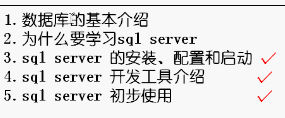 1. 数据库的基本介绍
2. 为什么要学习sql server
3. sql server 的安装、配置和启动
4. sql server 开发工具介绍
5. sql server 初步使用